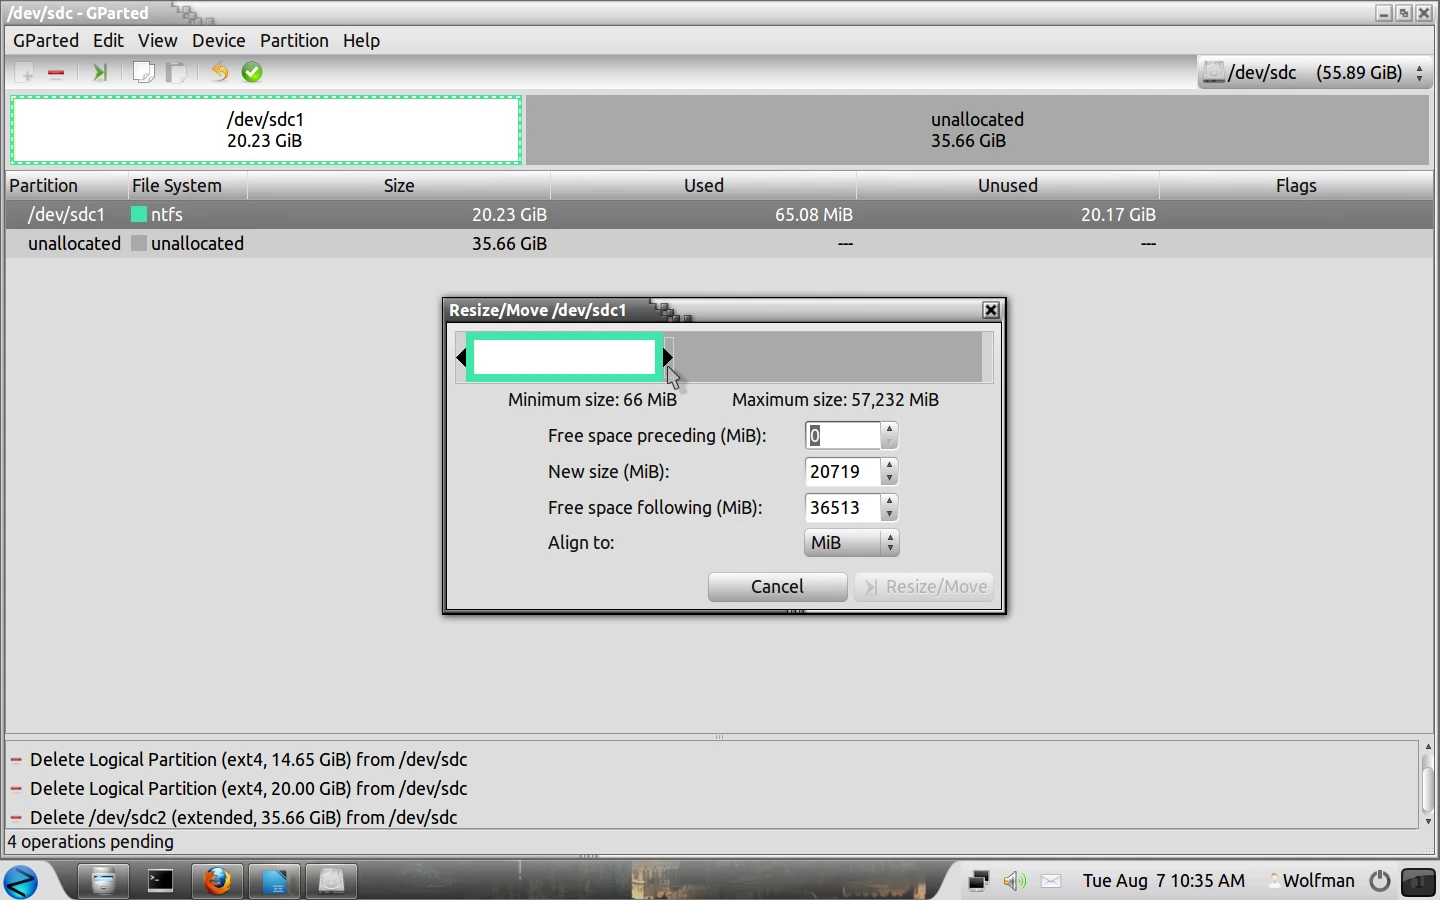 /dev/sdc - GParted
GParted Edit View Device Partition Help
/dev/sdc (55.89 GiB)
/dev/sdc1
20.23 GiB
unallocated
35.66 GiB
Partition File System Size Used Unused Flags
/dev/sdc1 ntfs 20.23 GiB 65.08 MiB 20.17 GiB
unallocated unallocated 35.66 GiB --- ---
Resize/Move /dev/sdc1
Minimum size: 66 MiB Maximum size: 57,232 MiB
Free space preceding (MiB): 0
New size (MiB): 20719
Free space following (MiB): 36513
Align to: MiB
Cancel Resize/Move
Delete Logical Partition (ext4, 14.65 GiB) from /dev/sdc
Delete Logical Partition (ext4, 20.00 GiB) from /dev/sdc
Delete /dev/sdc2 (extended, 35.66 GiB) from /dev/sdc
4 operations pending
Tue Aug 7 10:35 AM Wolfman 1